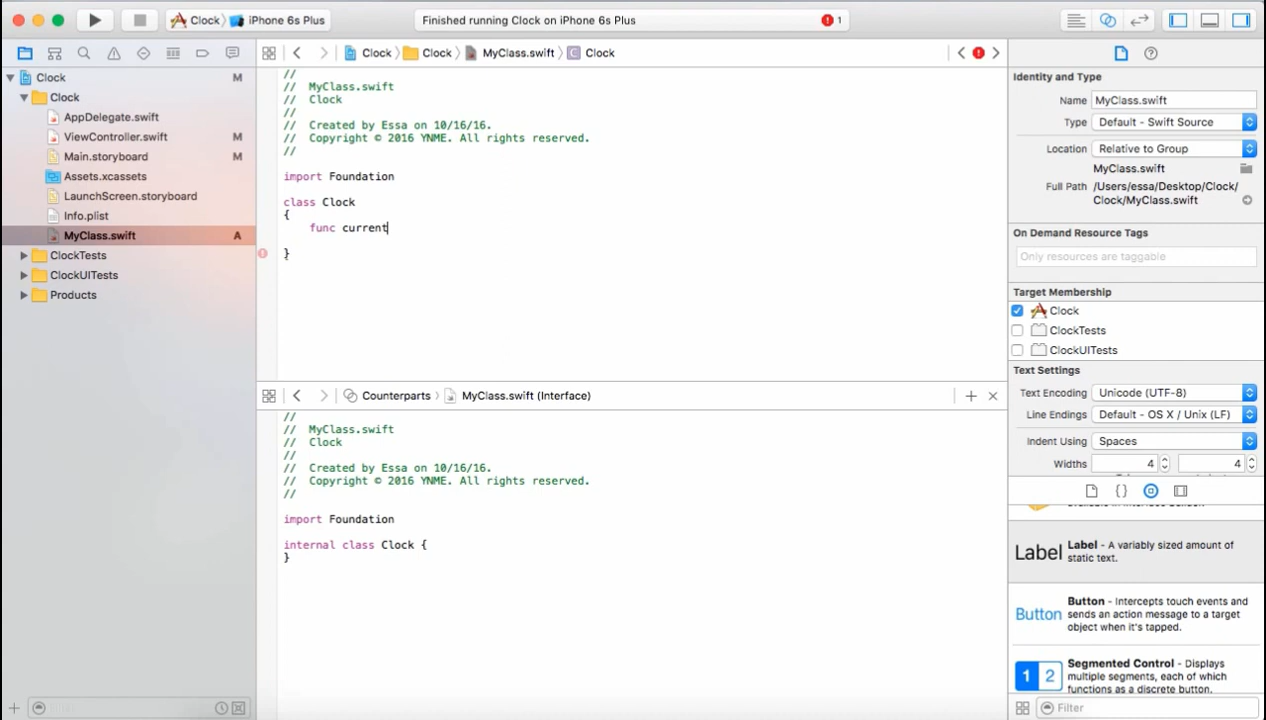 Clock iPhone 6s Plus Finished running Clock on iPhone 6s Plus 1
Clock Clock MyClass.swift C Clock
Clock M
Clock
AppDelegate.swift
ViewController.swift M
Main.storyboard M
Assets.xcassets
LaunchScreen.storyboard
Info.plist
MyClass.swift A
ClockTests
ClockUITests
Products
//
// MyClass.swift
// Clock
//
// Created by Essa on 10/16/16.
// Copyright © 2016 YNME. All rights reserved.
//
import Foundation
class Clock
{
func current
}
Counterparts MyClass.swift (Interface)
//
// MyClass.swift
// Clock
//
// Created by Essa on 10/16/16.
// Copyright © 2016 YNME. All rights reserved.
//
import Foundation
internal class Clock {
}
Identity and Type
Name MyClass.swift
Type Default - Swift Source
Location Relative to Group
MyClass.swift
Full Path /Users/essa/Desktop/Clock/
Clock/MyClass.swift
On Demand Resource Tags
Only resources are taggable
Target Membership
Clock
ClockTests
ClockUITests
Text Settings
Text Encoding Unicode (UTF-8)
Line Endings Default - OS X / Unix (LF)
Indent Using Spaces
Widths 4 4
Label Label - A variably sized amount of
static text.
Button Button - Intercepts touch events and
sends an action message to a target
object when it's tapped.
1 2 Segmented Control - Displays
multiple segments, each of which
functions as a discrete button.
Filter